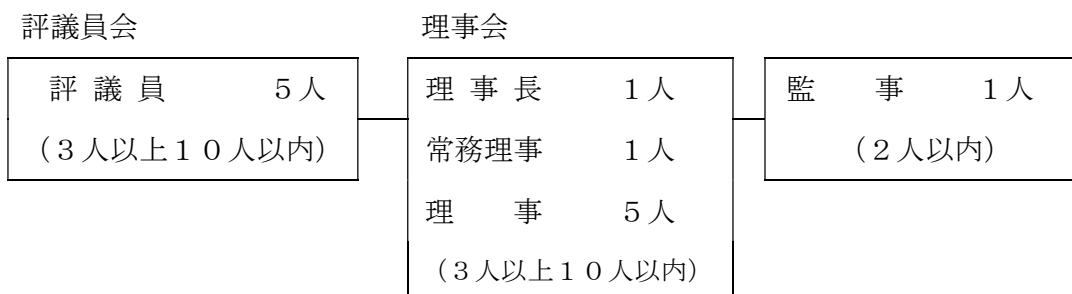 評議員会
理事会
評 議 員 5人
(3人以上10人以内)
理 事 長 1人
常務理事 1人
理 事 5人
(3人以上10人以内)
監 事 1人
(2人以内)